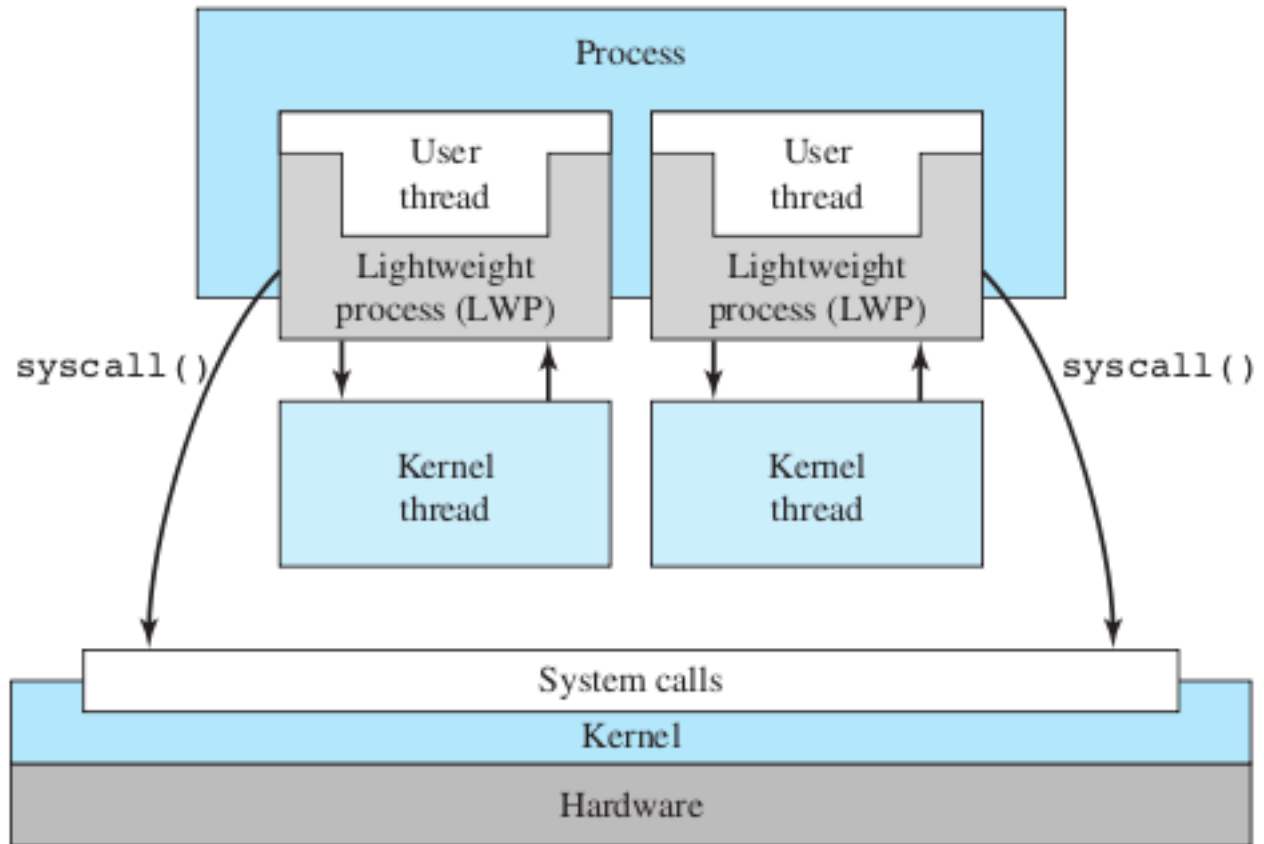 Process
User
thread
User
thread
Lightweight
process (LWP)
Lightweight
process (LWP)
syscall()
syscall()
Kernel
thread
Kernel
thread
System calls
Kernel
Hardware